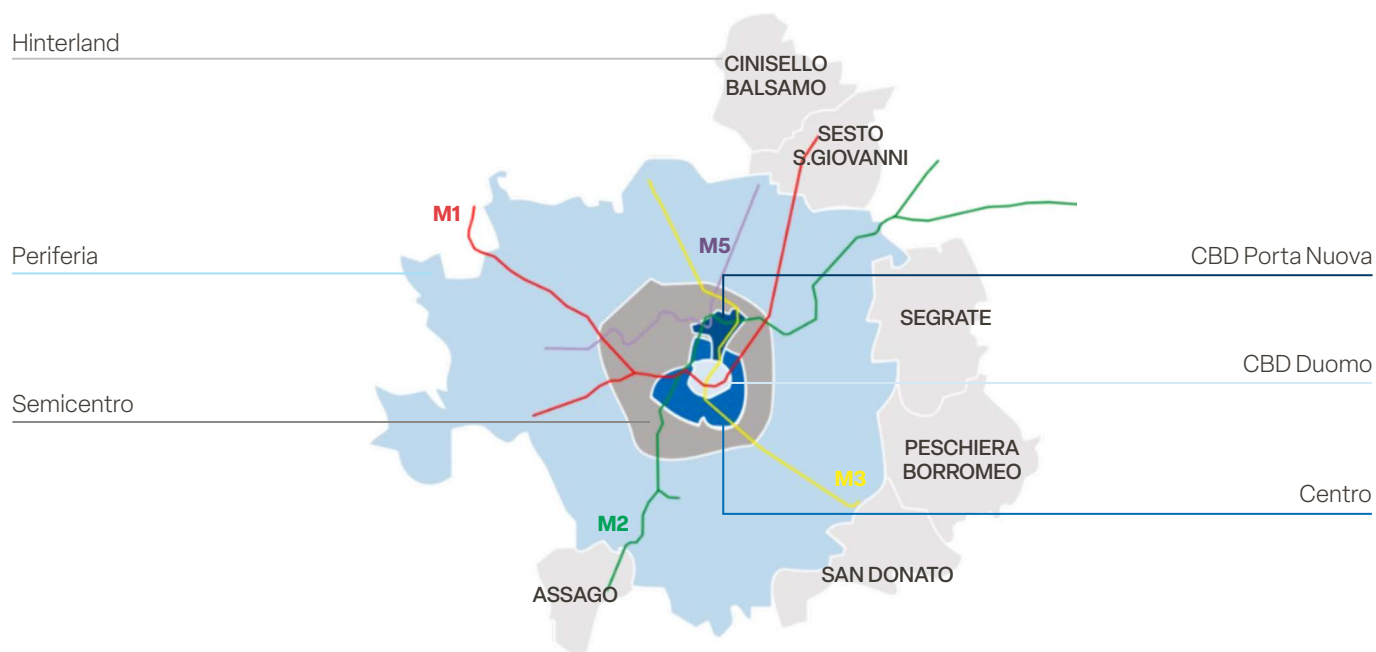 Hinterland
CINISELLO
BALSAMO
SESTO
S.GIOVANNI
M1
M5
Periferia
CBD Porta Nuova
SEGRATE
CBD Duomo
Semicentro
PESCHIERA
BORROMEO
M3
Centro
M2
SAN DONATO
ASSAGO